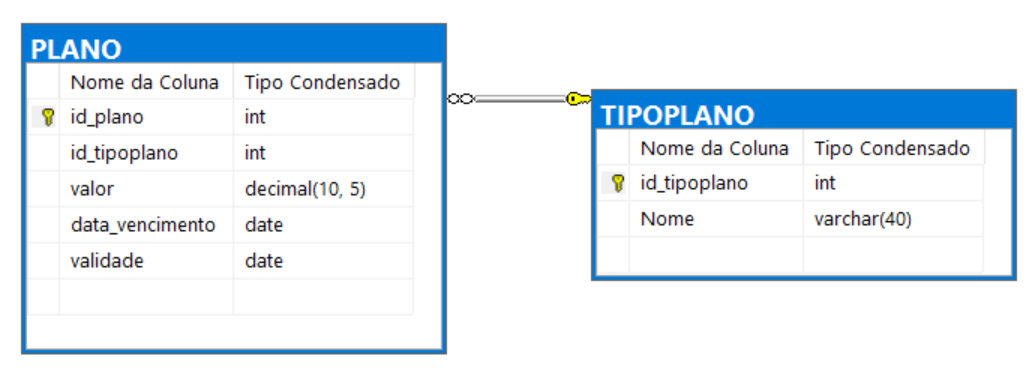 PLANO
Nome da Coluna Tipo Condensado
id_plano int
id_tipoplano int
valor decimal(10, 5)
data_vencimento date
validade date
TIPOPLANO
Nome da Coluna Tipo Condensado
id_tipoplano int
Nome varchar(40)